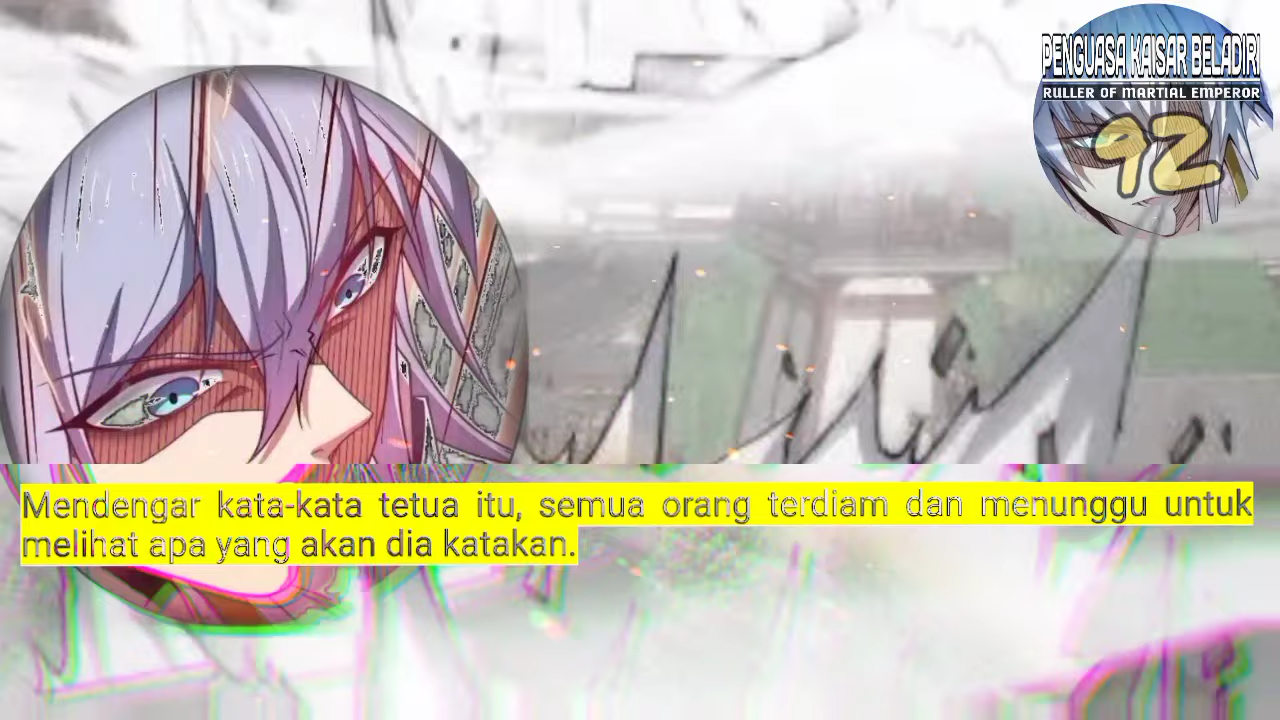 PENGUASA KAISAR BELADIRI
RULLER OF MARTIAL EMPEROR
92
Mendengar kata-kata tetua itu, semua orang terdiam dan menunggu untuk
melihat apa yang akan dia katakan.